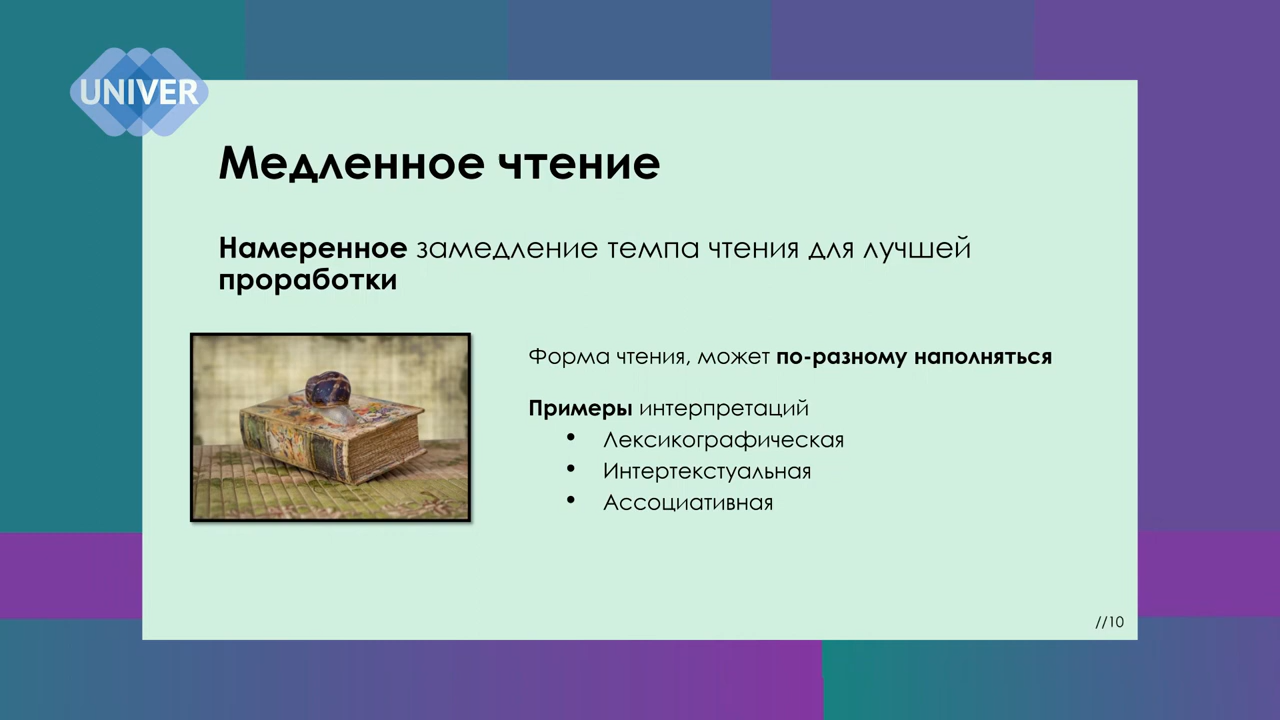 UNIVER
Медленное чтение
Намеренное замедление темпа чтения для лучшей
проработки
Форма чтения, может по-разному наполняться
Примеры интерпретаций
• Лексикографическая
• Интертекстуальная
• Ассоциативная
//10